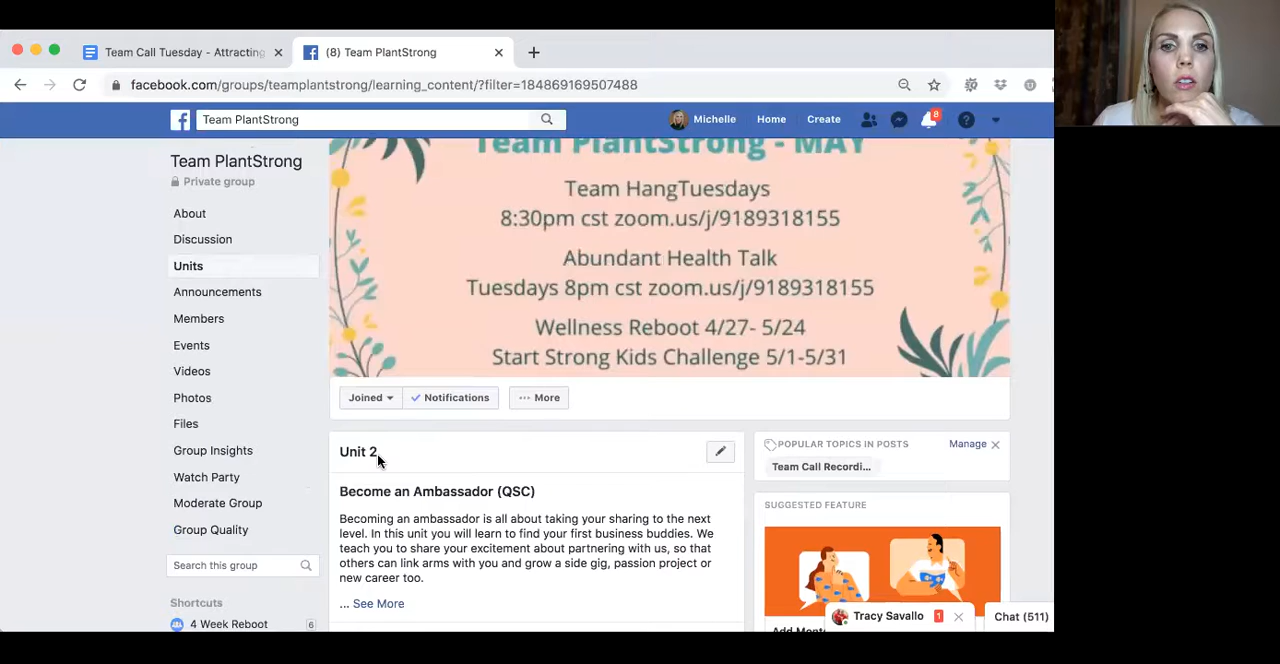 Team Call Tuesday - Attracting
(8) Team PlantStrong
facebook.com/groups/teamplantstrong/learning_content/?filter=184869169507488
Team PlantStrong
Michelle
Home
Create
8
Team PlantStrong
Private group
About
Discussion
Units
Announcements
Members
Events
Videos
Photos
Files
Group Insights
Watch Party
Moderate Group
Group Quality
Search this group
Shortcuts
4 Week Reboot 6
Team PlantStrong - MAY
Team HangTuesdays
8:30pm cst zoom.us/j/9189318155
Abundant Health Talk
Tuesdays 8pm cst zoom.us/j/9189318155
Wellness Reboot 4/27- 5/24
Start Strong Kids Challenge 5/1-5/31
Joined
Notifications
More
Unit 2
Become an Ambassador (QSC)
Becoming an ambassador is all about taking your sharing to the next
level. In this unit you will learn to find your first business buddies. We
teach you to share your excitement about partnering with us, so that
others can link arms with you and grow a side gig, passion project or
new career too.
... See More
POPULAR TOPICS IN POSTS
Manage
Team Call Recordi...
SUGGESTED FEATURE
Tracy Savallo 1
Chat (511)